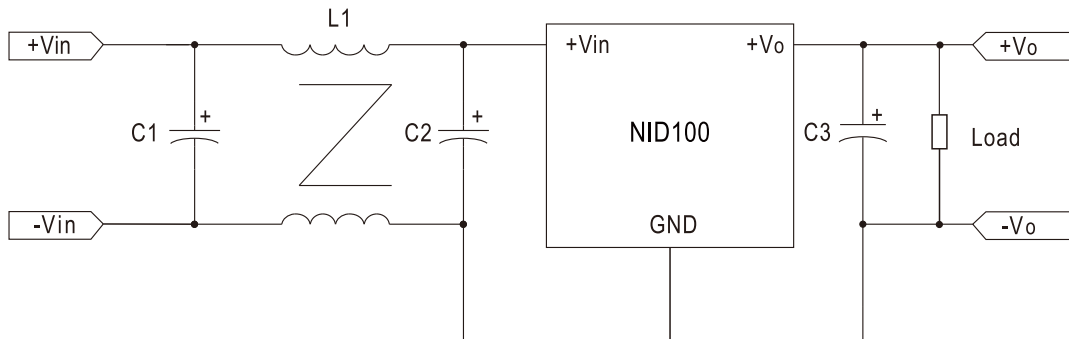 L1
+Vin
+Vin
+Vo
+Vo
C1
+
C2
+
NID100
C3
+
Load
-Vin
GND
-Vo